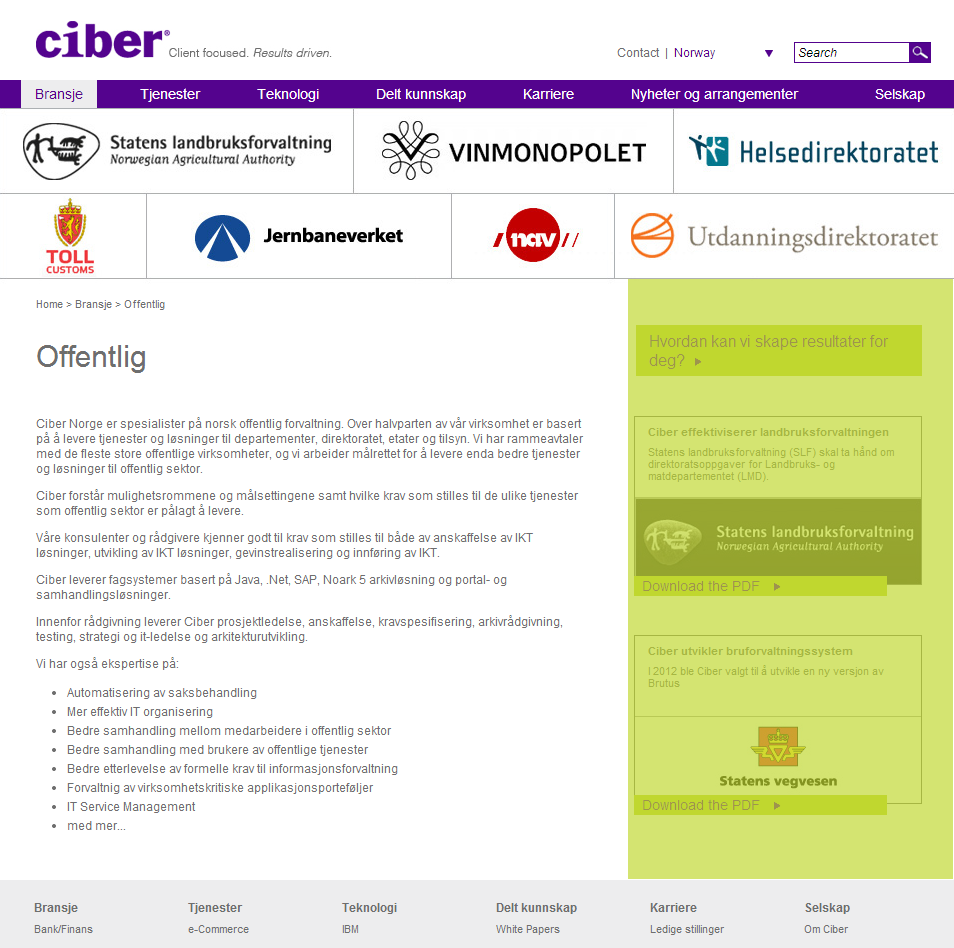 ciber®
Client focused. Results driven.
Contact | Norway
Search
Bransje Tjenester Teknologi Delt kunnskap Karriere Nyheter og arrangementer Selskap
Statens landbruksforvaltning
Norwegian Agricultural Authority
VINMONOPOLET
Helsedirektoratet
TOLL
CUSTOMS
Jernbaneverket
nav
Utdanningsdirektoratet
Home > Bransje > Offentlig
Offentlig
Ciber Norge er spesialister på norsk offentlig forvaltning. Over halvparten av vår virksomhet er basert
på å levere tjenester og løsninger til departementer, direktoratet, etater og tilsyn. Vi har rammeavtaler
med de fleste store offentlige virksomheter, og vi arbeider målrettet for å levere enda bedre tjenester
og løsninger til offentlig sektor.
Ciber forstår mulighetsrommene og målsettingene samt hvilke krav som stilles til de ulike tjenester
som offentlig sektor er pålagt å levere.
Våre konsulenter og rådgivere kjenner godt til krav som stilles til både av anskaffelse av IKT
løsninger, utvikling av IKT løsninger, gevinstrealisering og innføring av IKT.
Ciber leverer fagsystemer basert på Java, .Net, SAP, Noark 5 arkivløsning og portal- og
samhandlingsløsninger.
Innenfor rådgivning leverer Ciber prosjektledelse, anskaffelse, kravspesifisering, arkivrådgivning,
testing, strategi og it-ledelse og arkitekturutvikling.
Vi har også ekspertise på:
• Automatisering av saksbehandling
• Mer effektiv IT organisering
• Bedre samhandling mellom medarbeidere i offentlig sektor
• Bedre samhandling med brukere av offentlige tjenester
• Bedre etterlevelse av formelle krav til informasjonsforvaltning
• Forvaltnig av virksomhetskritiske applikasjonsporteføljer
• IT Service Management
• med mer...
Hvordan kan vi skape resultater for
deg?
Ciber effektiviserer landbruksforvaltningen
Statens landbruksforvaltning (SLF) skal ta hånd om
direktoratsoppgaver for Landbruks- og
matdepartementet (LMD).
Statens landbruksforvaltning
Norwegian Agricultural Authority
Download the PDF
Ciber utvikler bruforvaltningssystem
I 2012 ble Ciber valgt til å utvikle en ny versjon av
Brutus
Statens vegvesen
Download the PDF
Bransje Tjenester Teknologi Delt kunnskap Karriere Selskap
Bank/Finans e-Commerce IBM White Papers Ledige stillinger Om Ciber